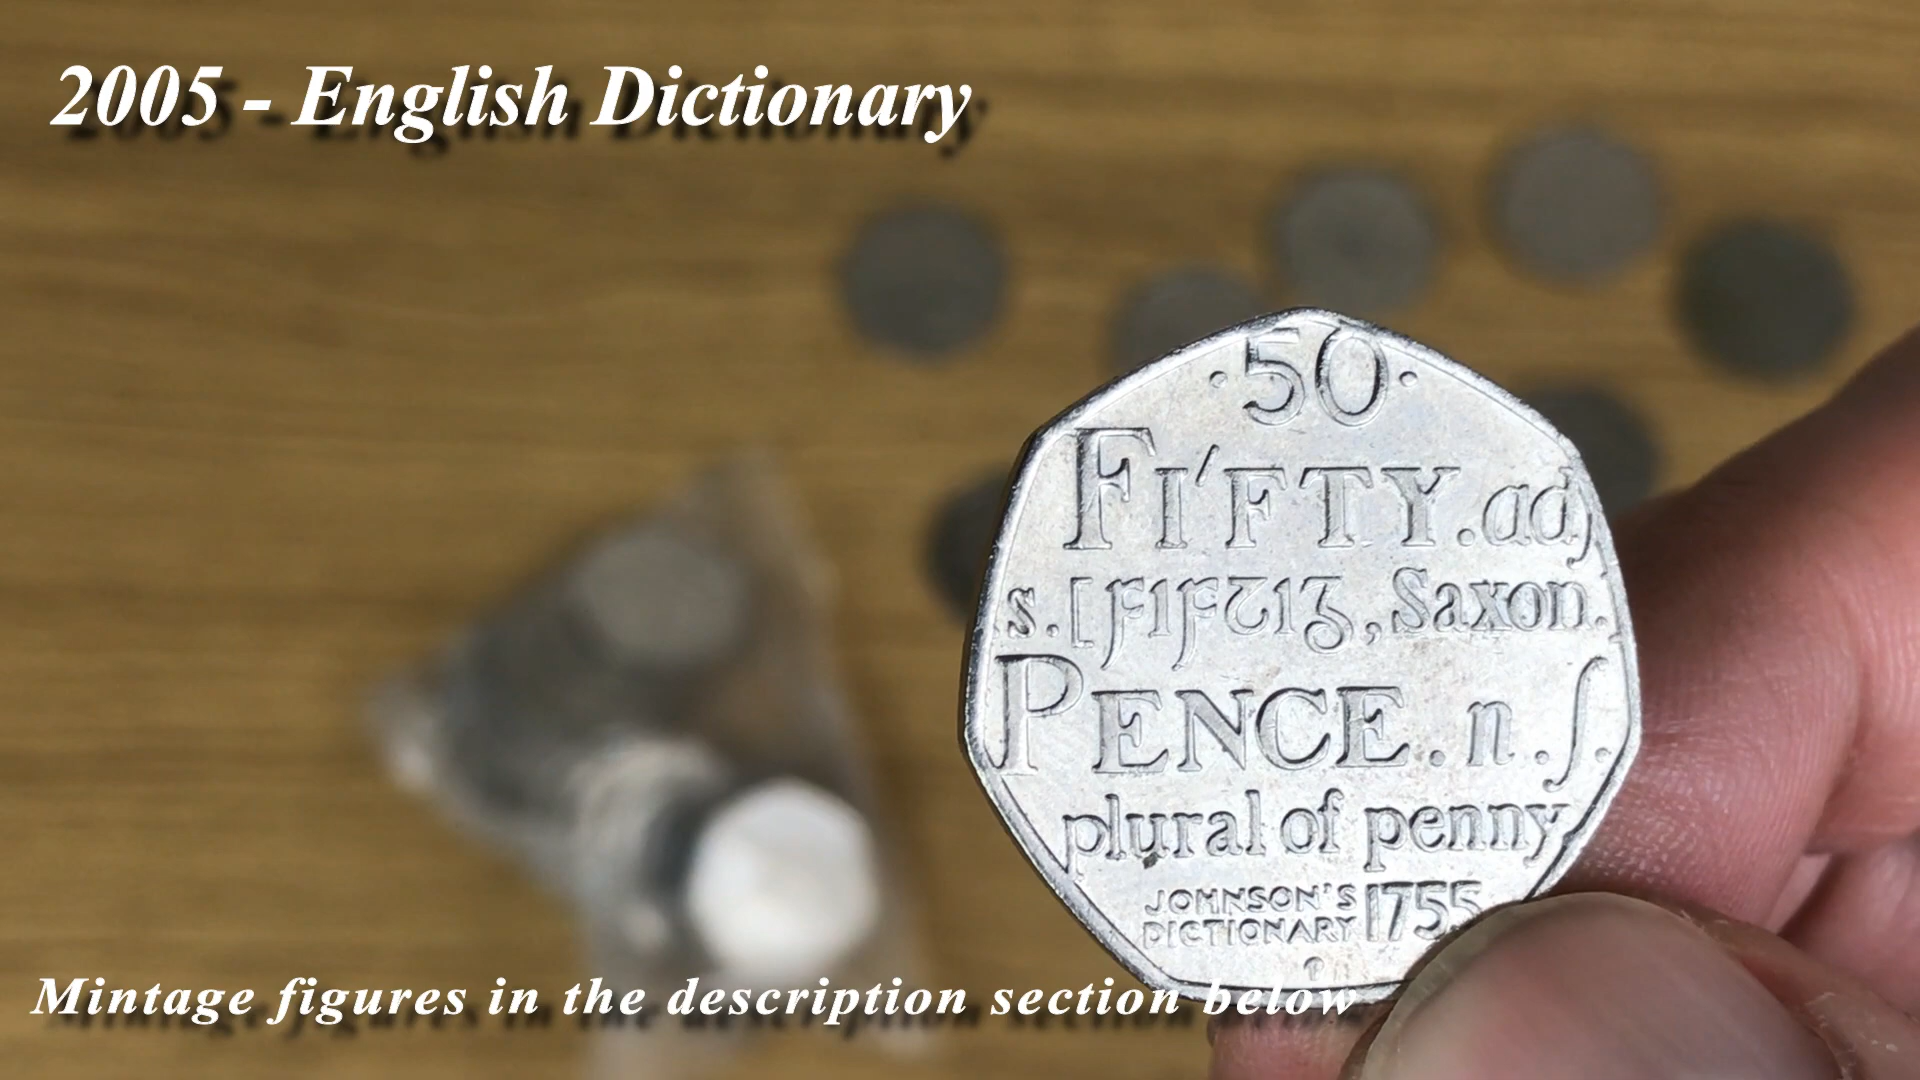 2005 - English Dictionary
·50·
FI'FTY.adj
s.[ ꝼıꝼꞇıᵹ, Saxon.
PENCE.n.ſ.
plural of penny
JOHNSON'S
DICTIONARY 1755
Mintage figures in the description section below